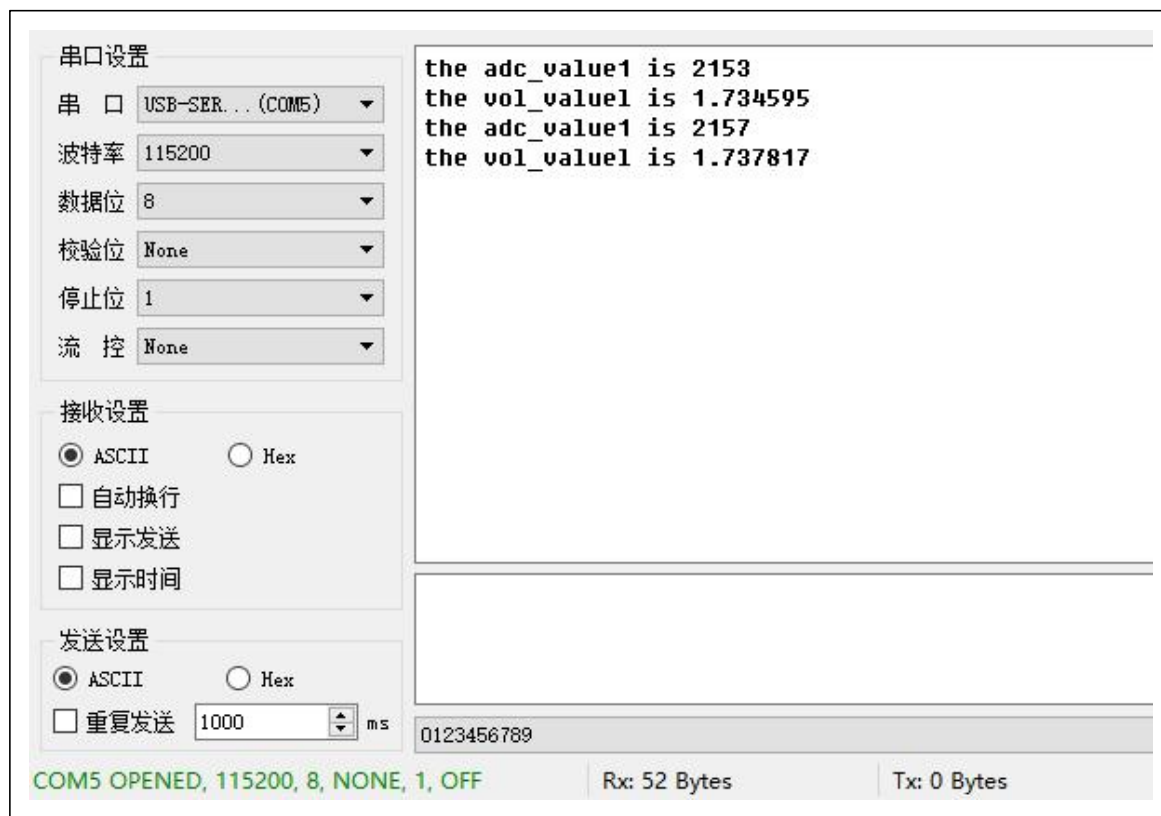 串口设置
串 口 USB-SER...(COM5)
波特率 115200
数据位 8
校验位 None
停止位 1
流 控 None
接收设置
ASCII Hex
自动换行
显示发送
显示时间
发送设置
ASCII Hex
重复发送 1000 ms
the adc_value1 is 2153
the vol_valuel is 1.734595
the adc_value1 is 2157
the vol_valuel is 1.737817
0123456789
COM5 OPENED, 115200, 8, NONE, 1, OFF Rx: 52 Bytes Tx: 0 Bytes